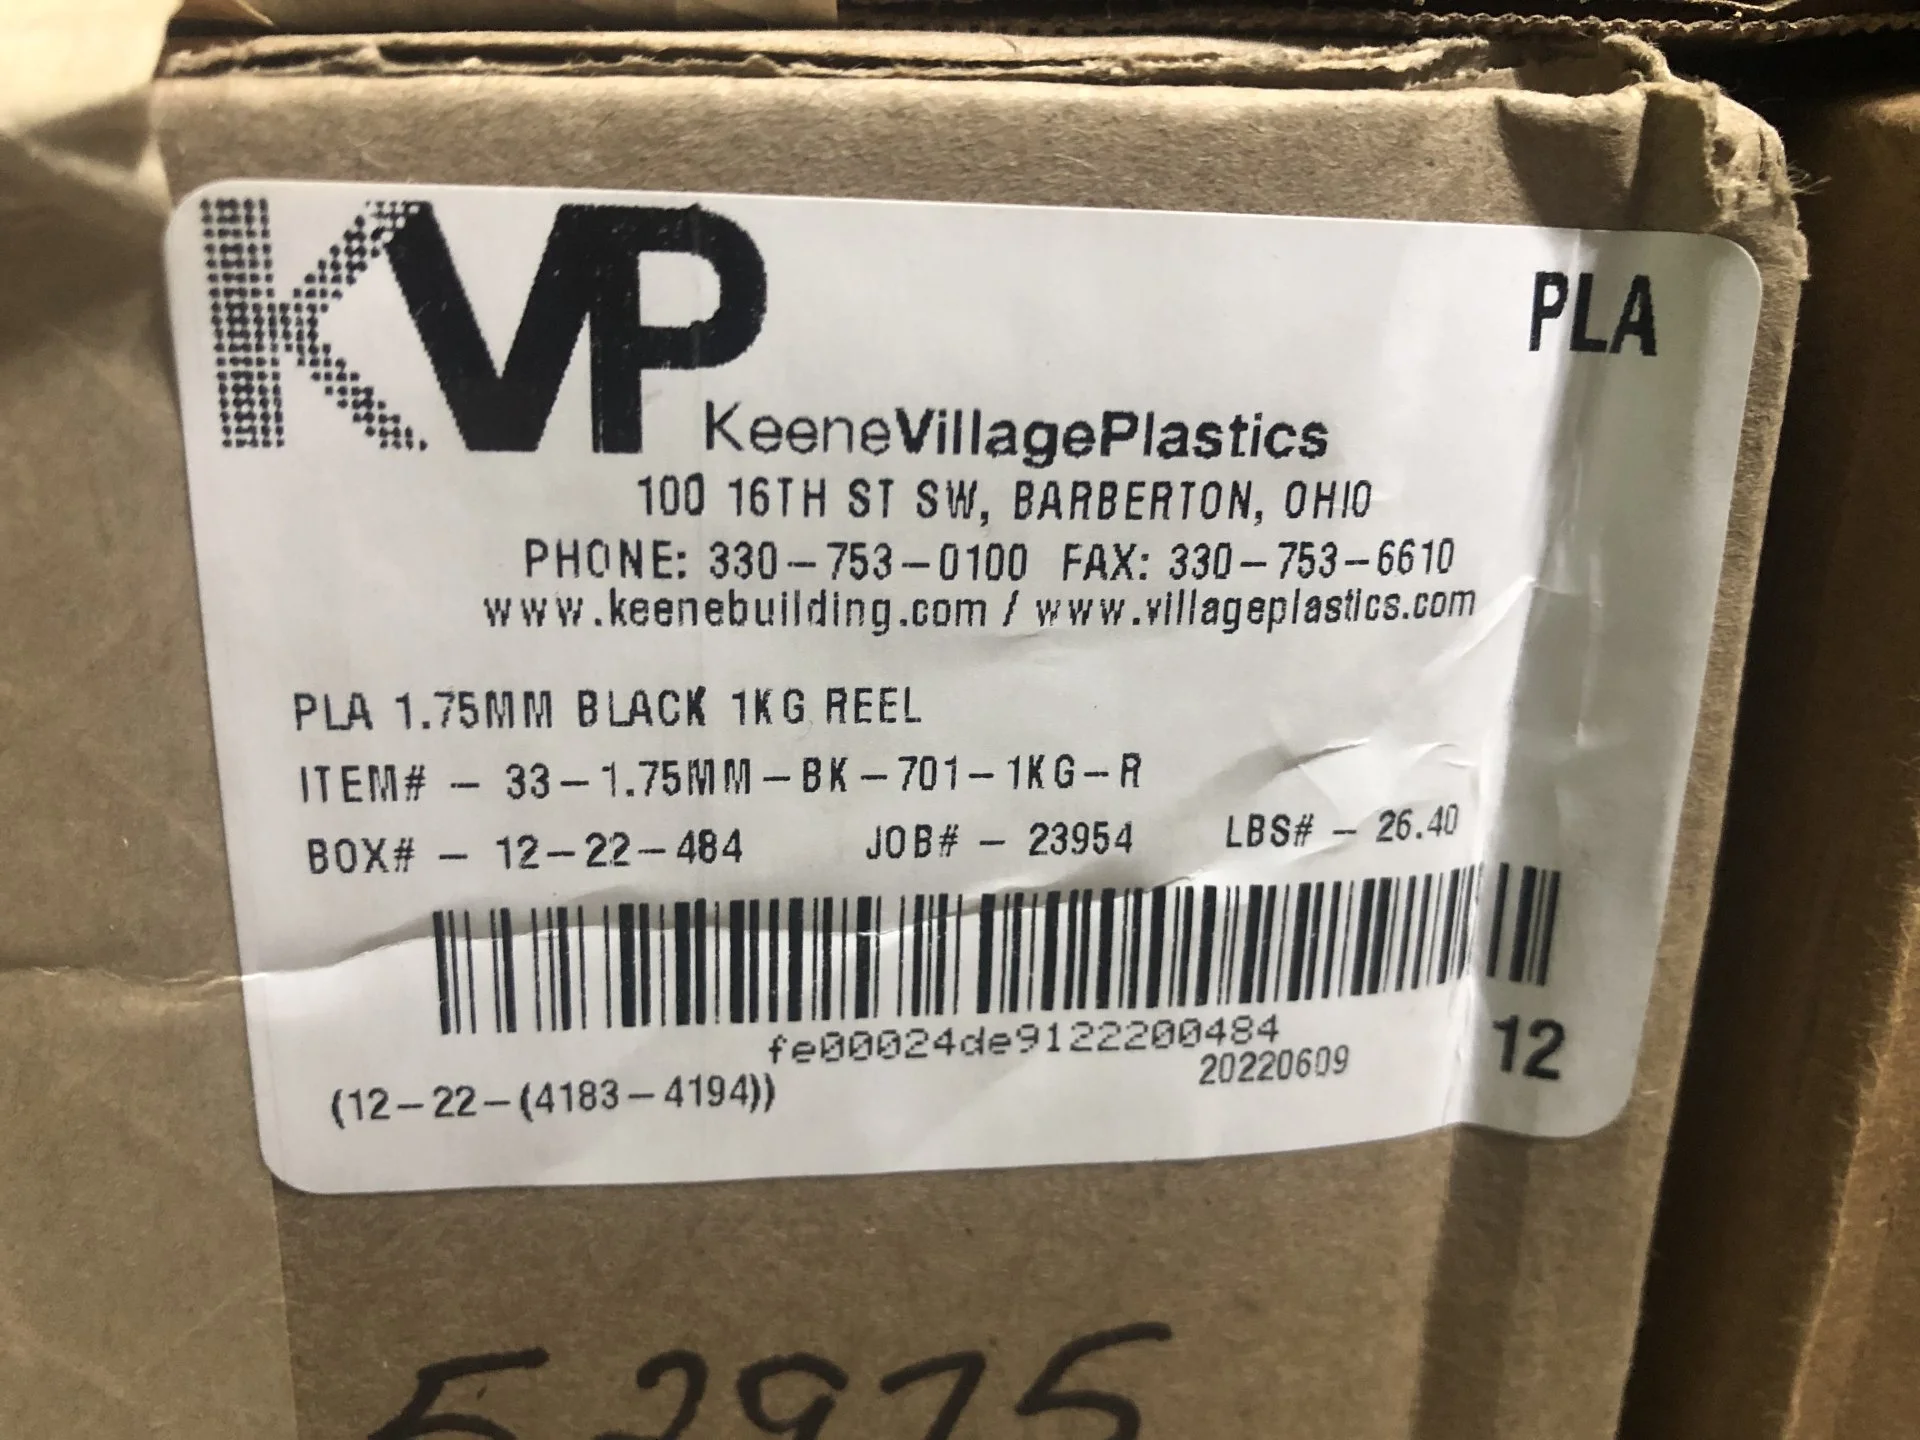 KVP
PLA
KeeneVillagePlastics
100 16TH ST SW, BARBERTON, OHIO
PHONE: 330-753-0100 FAX: 330-753-6610
www.keenebuilding.com / www.villageplastics.com
PLA 1.75MM BLACK 1KG REEL
ITEM# - 33-1.75MM-BK-701-1KG-R
BOX# - 12-22-484 JOB# - 23954 LBS# - 26.40
fe00024de9122200484
20220609
12
(12-22-(4183-4194))
52975